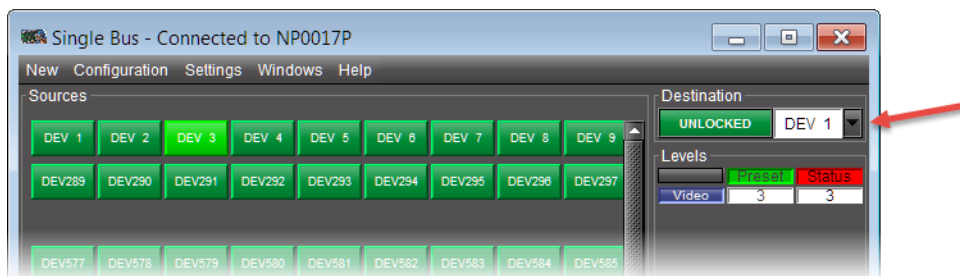 Single Bus - Connected to NP0017P
New Configuration Settings Windows Help
Sources
DEV 1 DEV 2 DEV 3 DEV 4 DEV 5 DEV 6 DEV 7 DEV 8 DEV 9
DEV289 DEV290 DEV291 DEV292 DEV293 DEV294 DEV295 DEV296 DEV297
DEV577 DEV578 DEV579 DEV580 DEV581 DEV582 DEV583 DEV584 DEV585
Destination
UNLOCKED DEV 1
Levels
Preset Status
Video 3 3